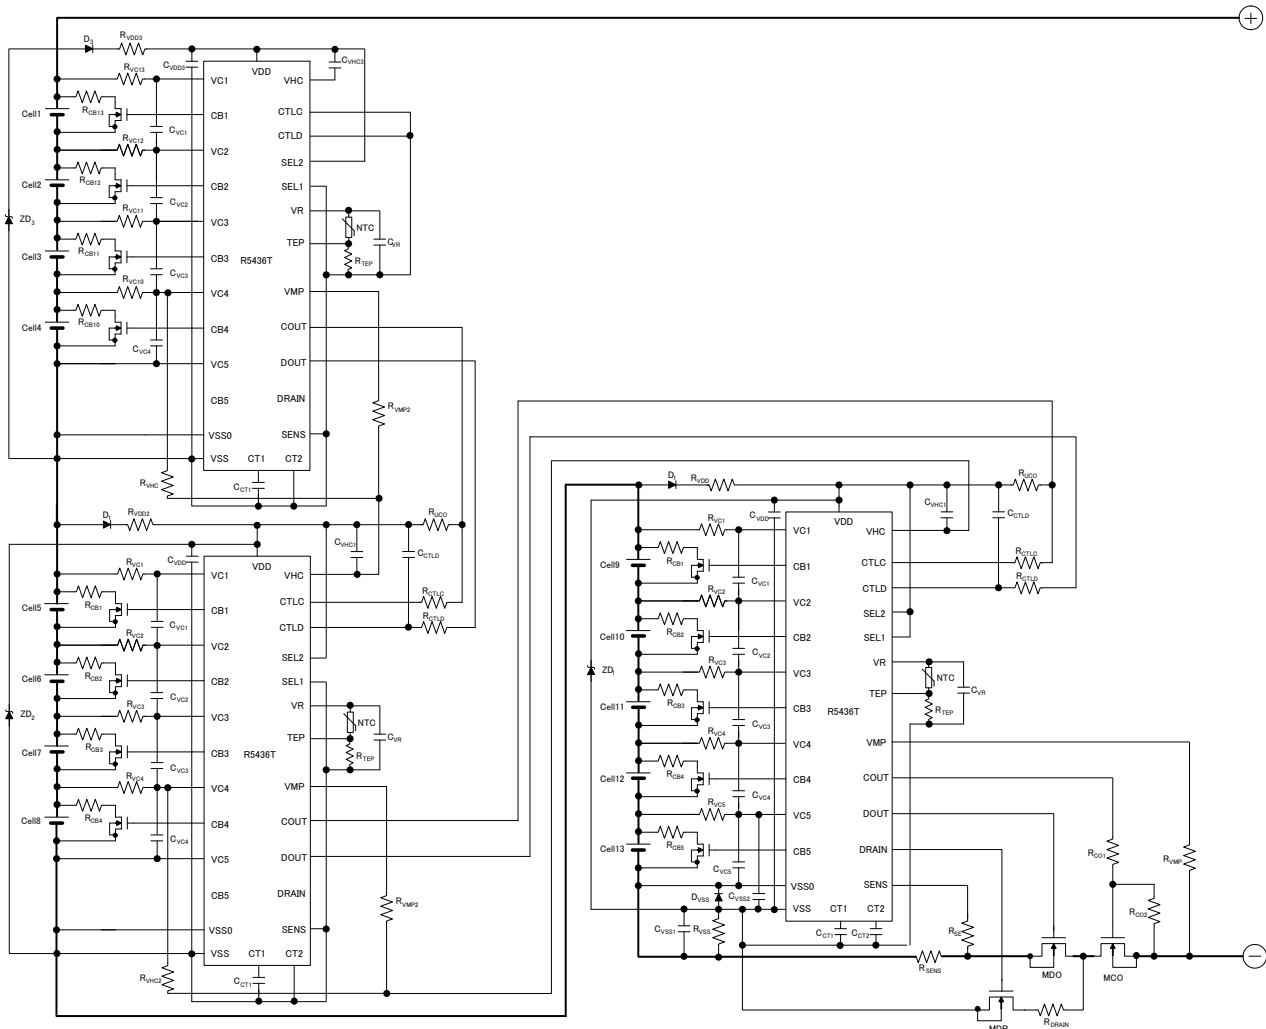 +
D3
RVDD3
CVDD3
VDD
VHC
CVHC3
RVC13
VC1
RCB13
Cell1
CB1
CTLC
CVC1
CTLD
RVC12
VC2
SEL2
RCB12
Cell2
CB2
SEL1
CVC2
RVC11
VC3
VR
NTC
ZD3
RCB11
TEP
CVR
Cell3
CB3
R5436T
RTEP
CVC3
RVC10
VC4
VMP
RCB10
Cell4
CB4
COUT
CVC4
VC5
DOUT
CB5
DRAIN
RVMP2
VSS0
SENS
VSS
CT1
CT2
RVHC
CCT1
D1
RVDD2
RUCO
CVDD
VDD
CVHC1
CCTLD
RVC1
VC1
VHC
RCB1
RCTLC
Cell5
CB1
CTLC
CVC1
RCTLD
CTLD
RVC2
VC2
SEL2
RCB2
Cell6
CB2
SEL1
CVC2
RVC3
VC3
VR
NTC
ZD2
RCB3
TEP
CVR
Cell7
CB3
R5436T
RTEP
CVC3
RVC4
VC4
VMP
RCB4
Cell8
CB4
COUT
CVC4
VC5
DOUT
CB5
DRAIN
RVMP2
VSS0
SENS
VSS
CT1
CT2
RVHC2
CCT1
D1
RVDD
RUCO
CVDD
VDD
CVHC1
CCTLD
RVC1
VC1
VHC
RCB1
RCTLC
Cell9
CB1
CTLC
CVC1
RCTLD
RVC2
CTLD
VC2
SEL2
RCB2
Cell10
CB2
SEL1
CVC2
RVC3
VC3
VR
NTC
ZD1
RCB3
TEP
CVR
Cell11
CB3
R5436T
RTEP
CVC3
RVC4
VC4
VMP
RCB4
Cell12
CB4
COUT
CVC4
RVC5
VC5
DOUT
RCB5
Cell13
CB5
DRAIN
RCO1
RVMP
CVC5
DVSS
CVSS2
VSS0
SENS
RCO2
VSS
CT1
CT2
CVSS1
RVSS
CCT1
CCT2
RSE
RSENS
MDO
MCO
−
RDRAIN
MDR